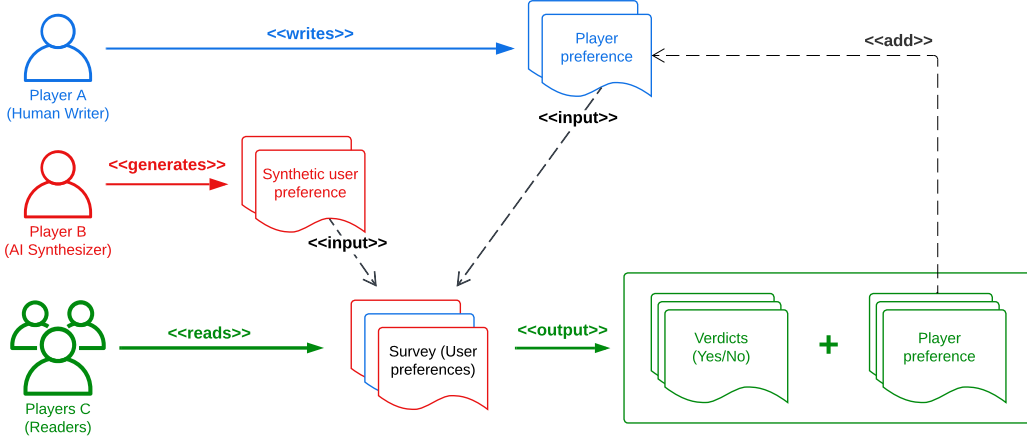 <<writes>>
Player
preference
<<add>>
Player A
(Human Writer)
<<input>>
<<generates>>
Synthetic user
preference
Player B
(AI Synthesizer)
<<input>>
<<reads>>
Survey (User
preferences)
<<output>>
Verdicts
(Yes/No)
+
Player
preference
Players C
(Readers)